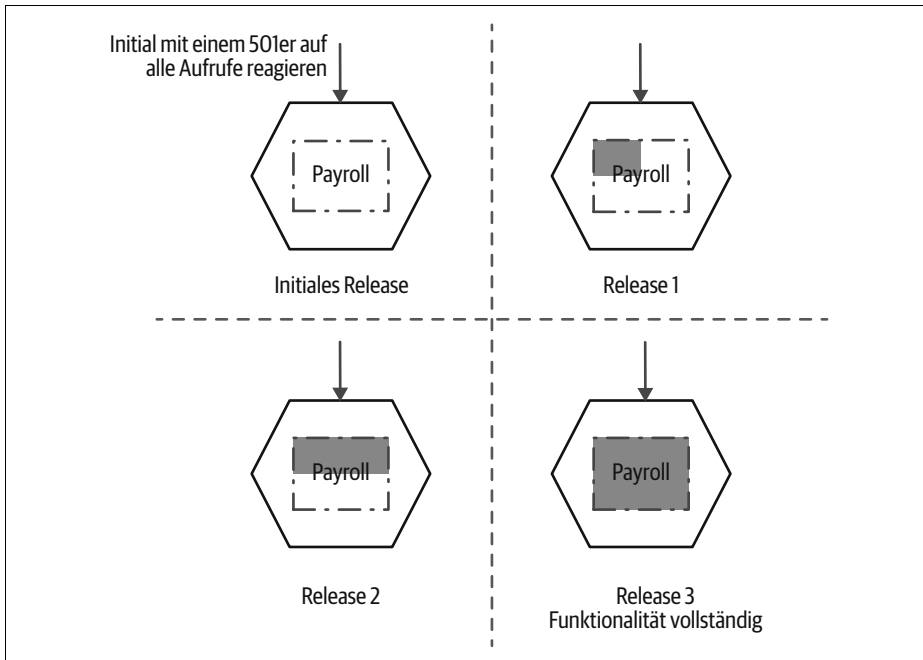 Initial mit einem 501er auf
alle Aufrufe reagieren
Payroll
Initiales Release
Payroll
Release 1
Payroll
Release 2
Payroll
Release 3
Funktionalität vollständig